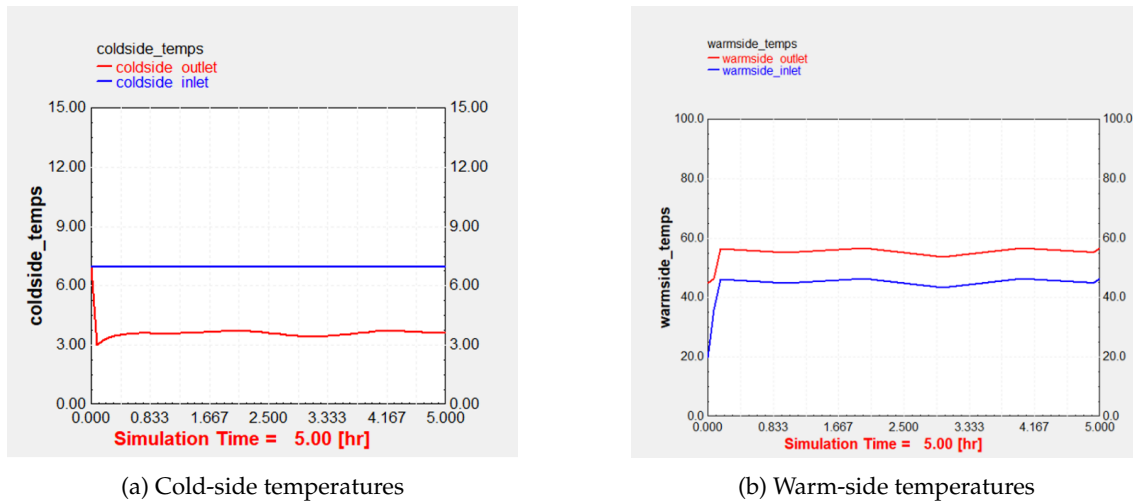 coldside_temps
coldside outlet
coldside inlet
15.00
15.00
12.00
12.00
9.00
9.00
6.00
6.00
3.00
3.00
0.00
0.00
coldside_temps
0.000 0.833 1.667 2.500 3.333 4.167 5.000
Simulation Time = 5.00 [hr]
(a) Cold-side temperatures
warmside_temps
warmside outlet
warmside_inlet
100.0
100.0
80.0
80.0
60.0
60.0
40.0
40.0
20.0
20.0
0.0
0.0
warmside_temps
0.000 0.833 1.667 2.500 3.333 4.167 5.000
Simulation Time = 5.00 [hr]
(b) Warm-side temperatures